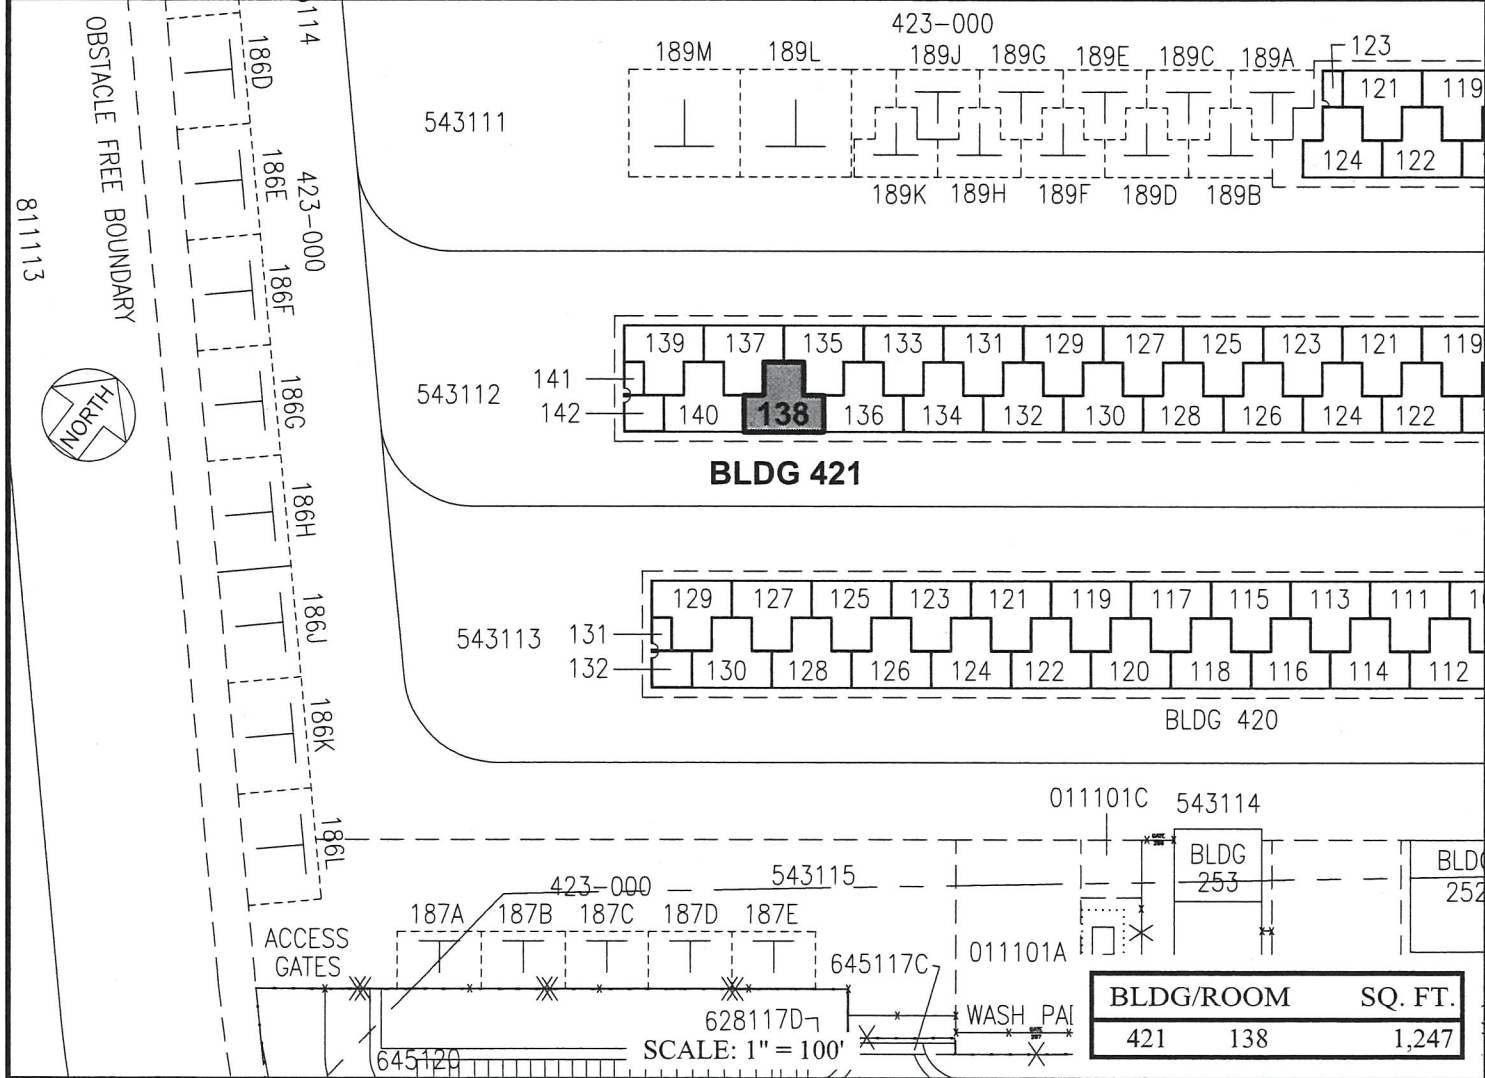 423-000
189M 189L 189J 189G 189E 189C 189A 123
121 119
543111
124 122
189K 189H 189F 189D 189B
OBSTACLE FREE BOUNDARY
811113
186D
186E
423-000
186F
186G
186H
186J
186K
186L
NORTH
139 137 135 133 131 129 127 125 123 121 119
543112 141
142 140 138 136 134 132 130 128 126 124 122
BLDG 421
129 127 125 123 121 119 117 115 113 111
543113 131
132 130 128 126 124 122 120 118 116 114 112
BLDG 420
011101C 543114
BLDG
253
252
423-000 543115
187A 187B 187C 187D 187E
ACCESS
GATES
645117C 011101A
628117D
WASH
645120
SCALE: 1" = 100'
BLDG/ROOM SQ. FT.
421 138 1,247